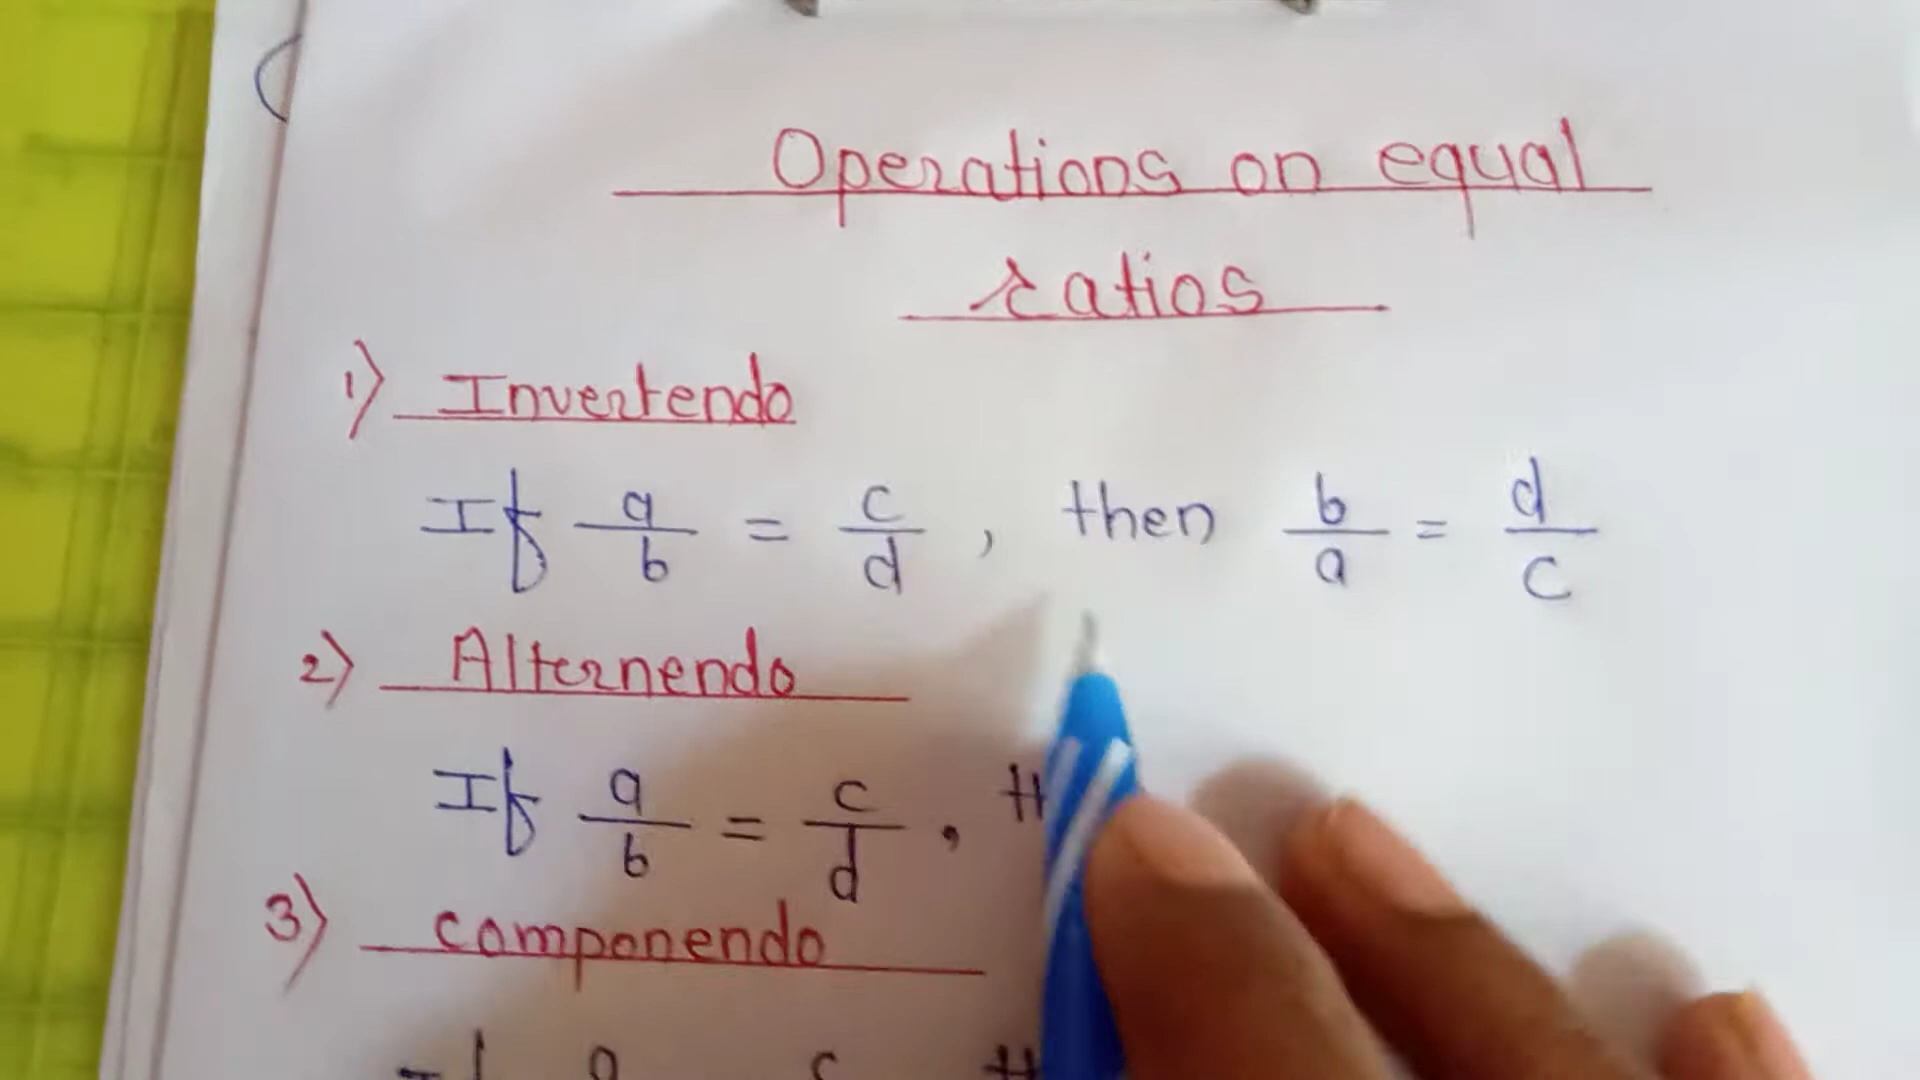 Operations on equal
ratios
1) Invertendo
If a/b = c/d, then b/a = d/c
2) Alternendo
If a/b = c/d,
3) componendo